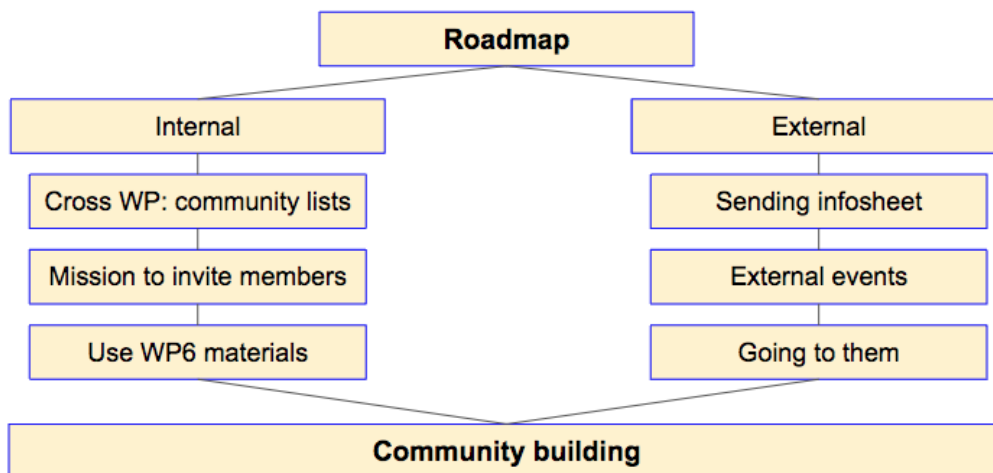 Roadmap
Internal
External
Cross WP: community lists
Sending infosheet
Mission to invite members
External events
Use WP6 materials
Going to them
Community building